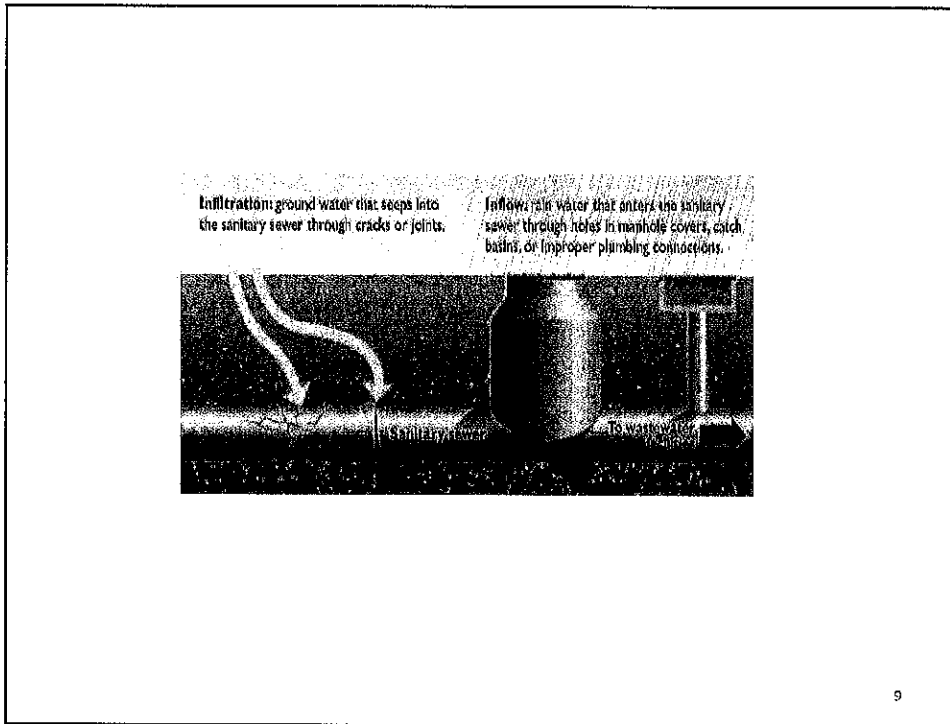 Infiltration: ground water that seeps into
the sanitary sewer through cracks or joints.
Inflow: rain water that enters the sanitary
sewer through holes in manhole covers, catch
basins, or improper plumbing connections.
Sanitary sewer
To wastewater
9